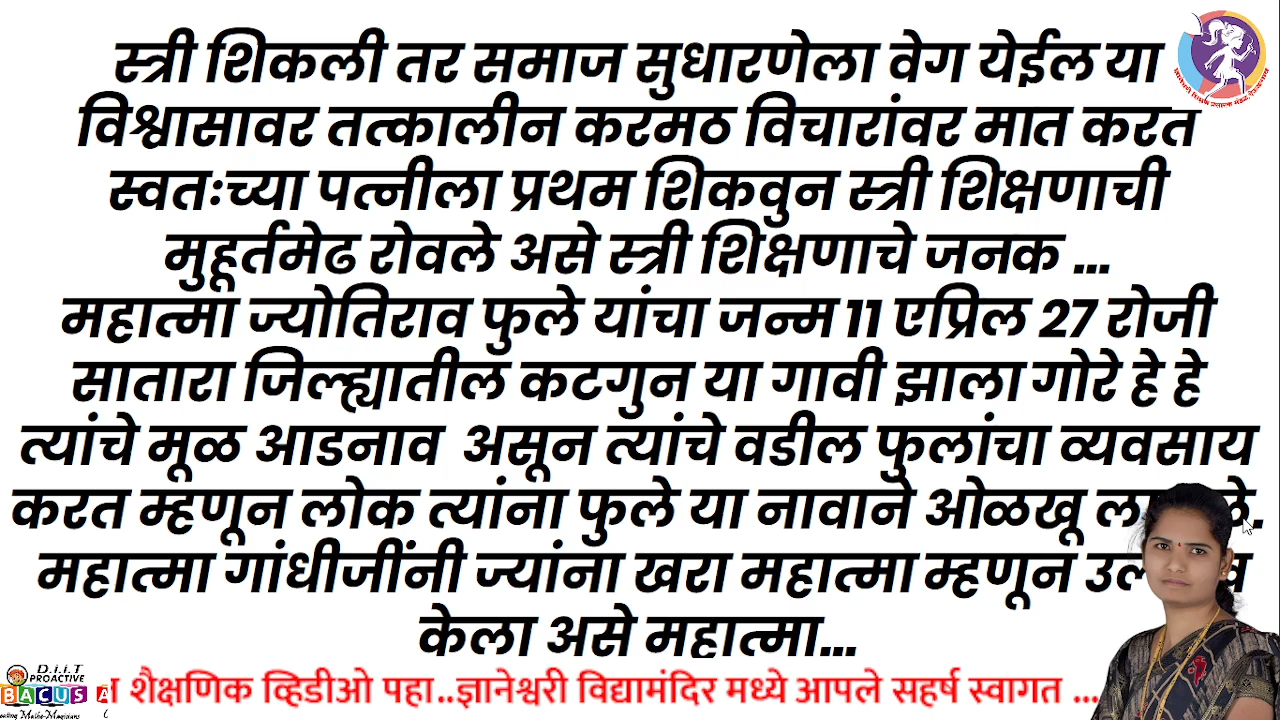 स्त्री शिकली तर समाज सुधारणेला वेग येईल या
विश्वासावर तत्कालीन करमठ विचारांवर मात करत
स्वतःच्या पत्नीला प्रथम शिकवुन स्त्री शिक्षणाची
मुहूर्तमेढ रोवले असे स्त्री शिक्षणाचे जनक ...
महात्मा ज्योतिराव फुले यांचा जन्म 11 एप्रिल 27 रोजी
सातारा जिल्ह्यातील कटगुन या गावी झाला गोरे हे हे
त्यांचे मूळ आडनाव असून त्यांचे वडील फुलांचा व्यवसाय
करत म्हणून लोक त्यांना फुले या नावाने ओळखू
महात्मा गांधीजींनी ज्यांना खरा महात्मा म्हणून
केला असे महात्मा...
D.i.i.T
PROACTIVE
BACUS
शैक्षणिक व्हिडीओ पहा..ज्ञानेश्वरी विद्यामंदिर मध्ये आपले सहर्ष स्वागत ...